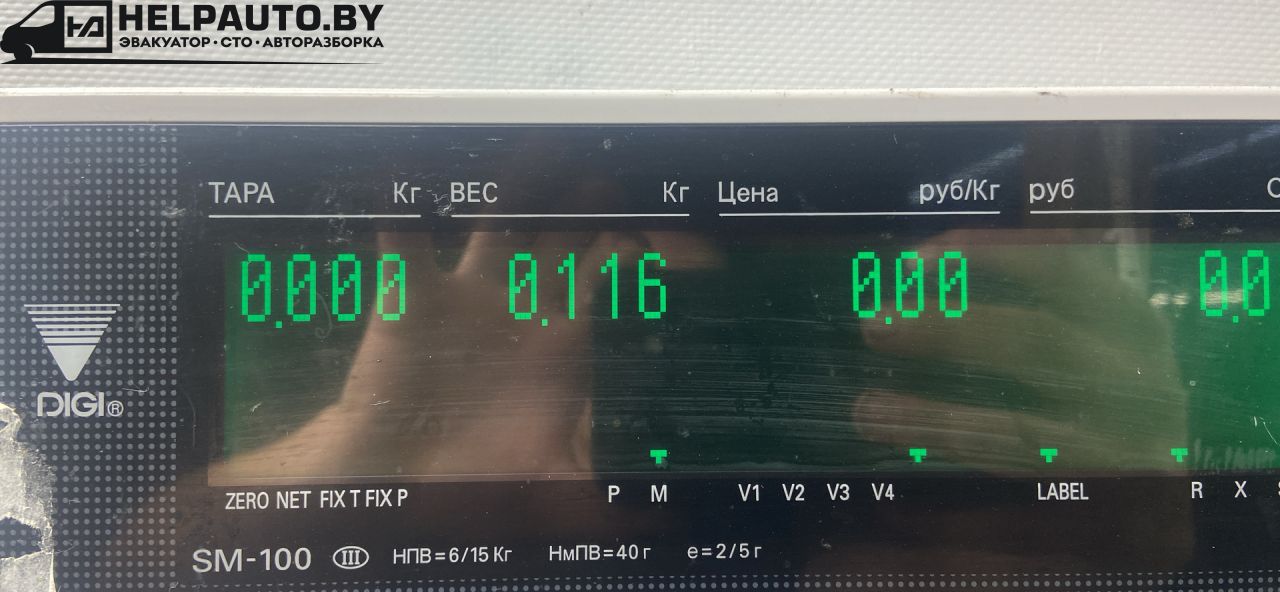 HELPAUTO.BY
ЭВАКУАТОР · СТО · АВТОРАЗБОРКА
ТАРА Кг ВЕС Кг Цена руб/Кг руб
0.000 0.116 0.00 0.0
DIGI®
ZERO NET FIX T FIX P P M V1 V2 V3 V4 LABEL R X
SM-100 III НПВ=6/15 Кг НмПВ=40 г е=2/5 г